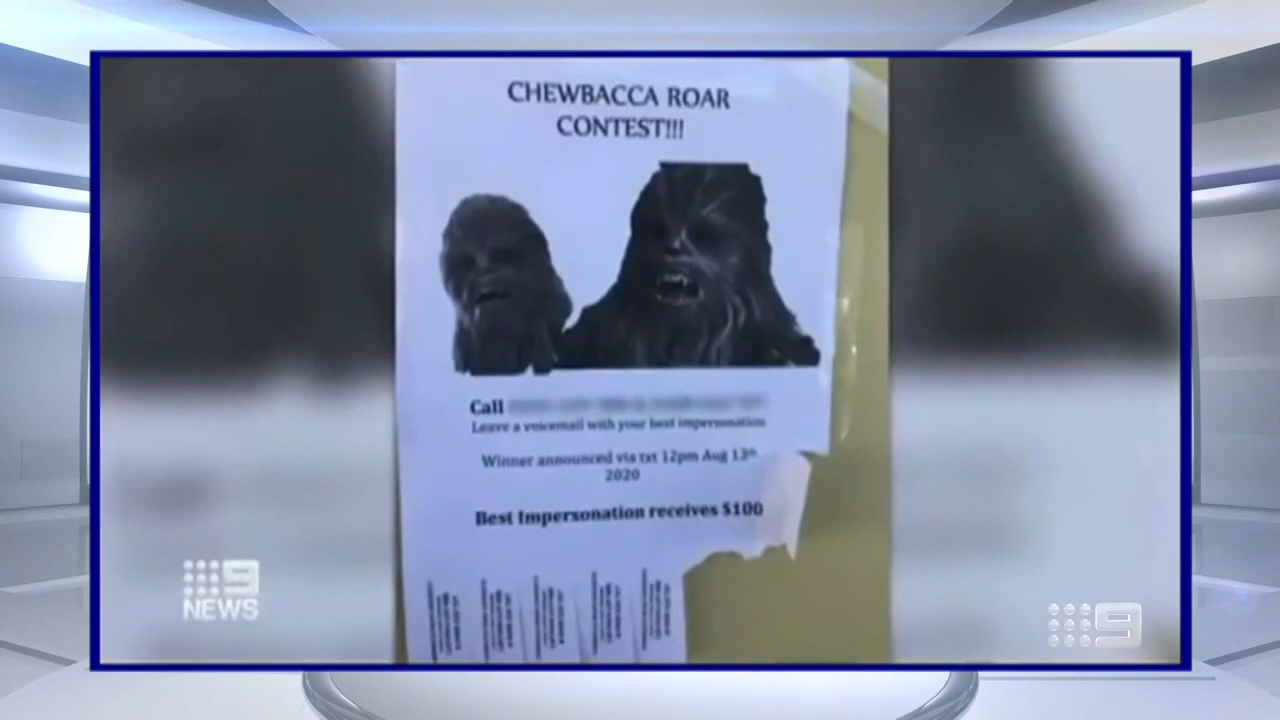 CHEWBACCA ROAR
CONTEST!!!
Call
Leave a voicemail with your best impersonation
Winner announced via txt 12pm Aug 13th
2020
Best Impersonation receives $100
9
NEWS
9